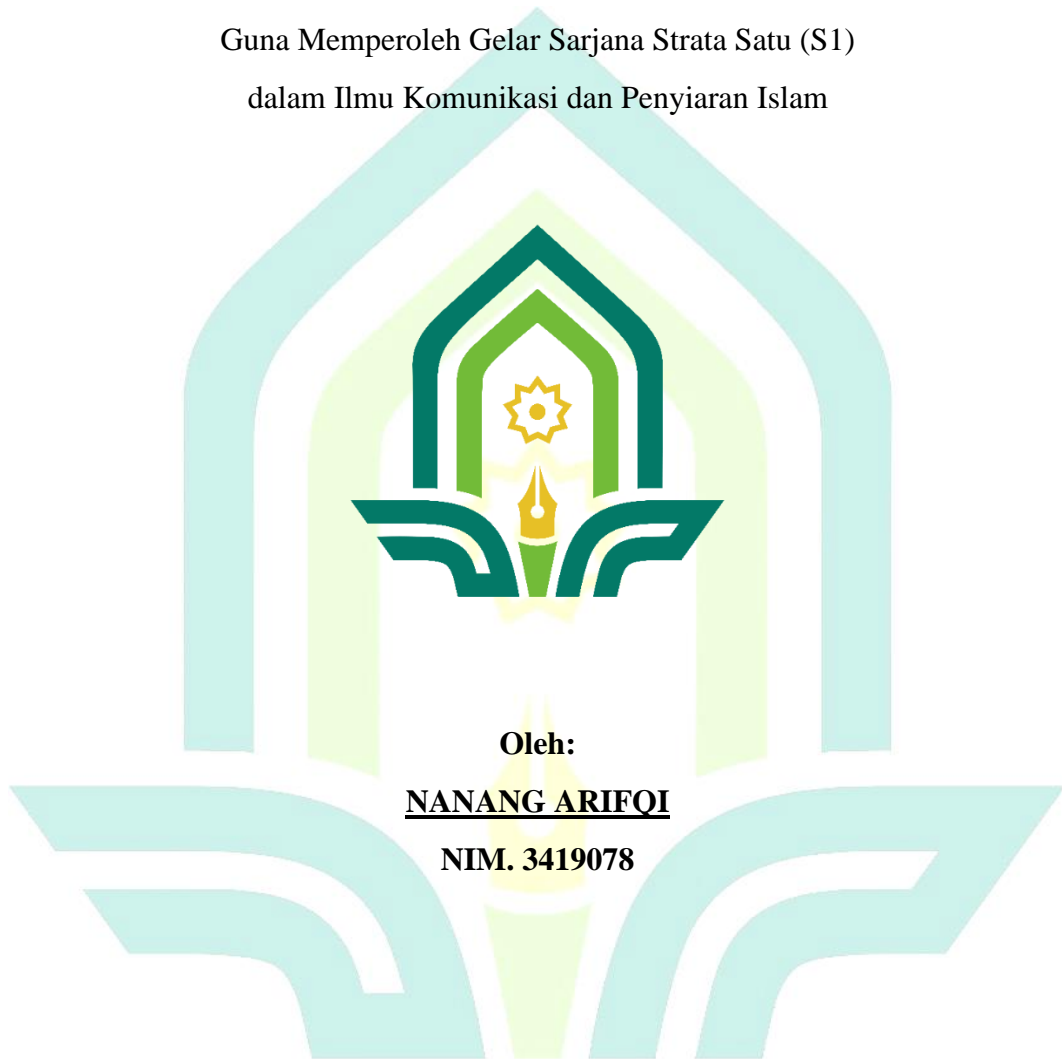 Guna Memperoleh Gelar Sarjana Strata Satu (S1)
dalam Ilmu Komunikasi dan Penyiaran Islam
Oleh:
NANANG ARIFQI
NIM. 3419078